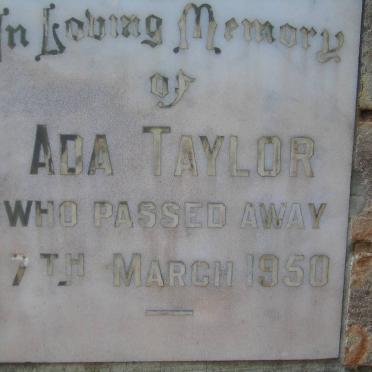 In Loving Memory
of
ADA TAYLOR
WHO PASSED AWAY
7TH MARCH 1950